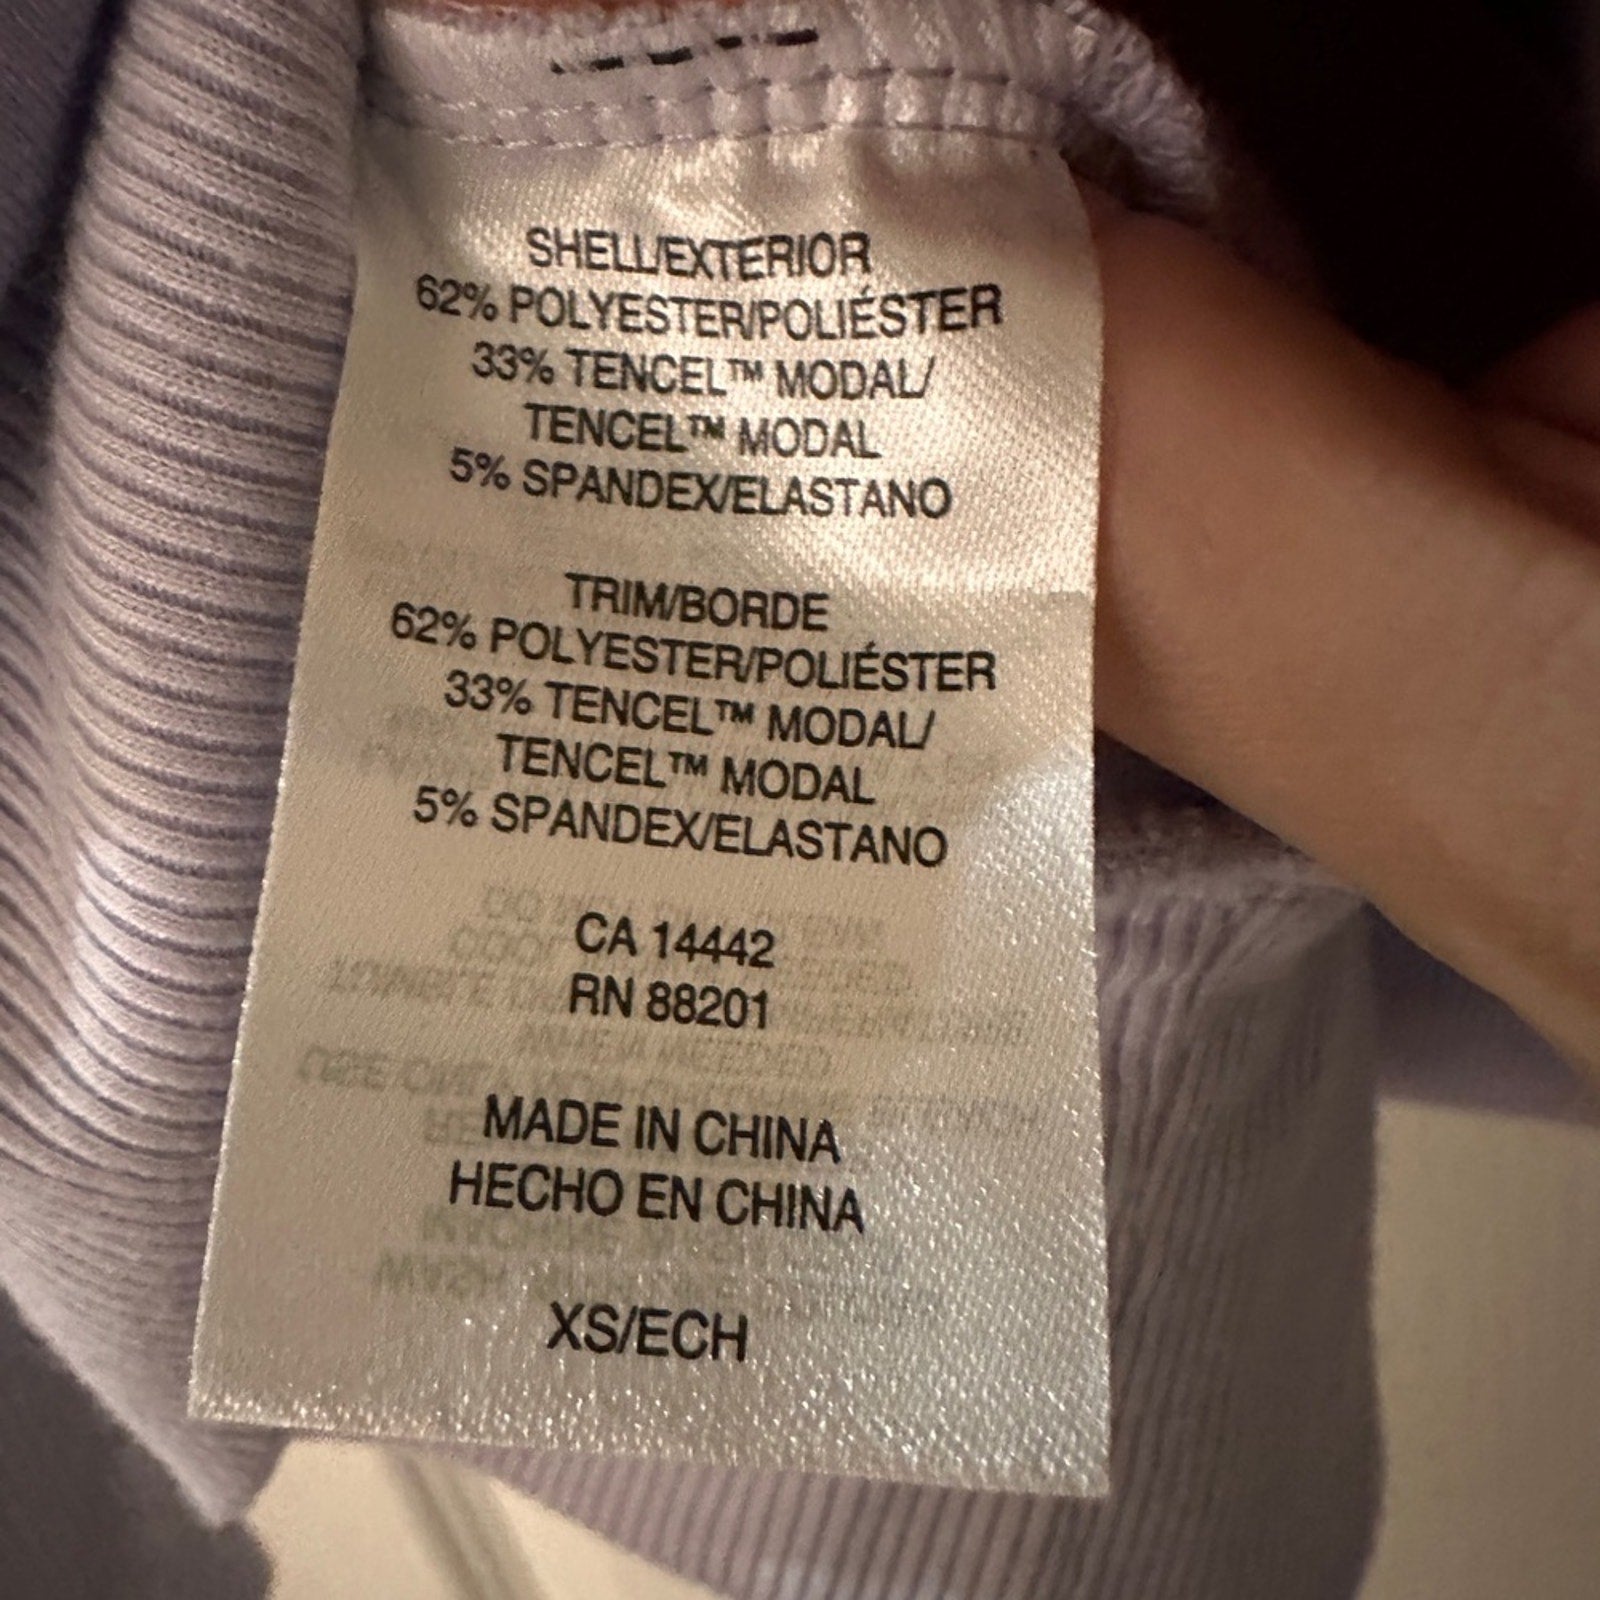 SHELL/EXTERIOR
62% POLYESTER/POLIÉSTER
33% TENCEL™ MODAL/
TENCEL™ MODAL
5% SPANDEX/ELASTANO
TRIM/BORDE
62% POLYESTER/POLIÉSTER
33% TENCEL™ MODAL/
TENCEL™ MODAL
5% SPANDEX/ELASTANO
CA 14442
RN 88201
MADE IN CHINA
HECHO EN CHINA
XS/ECH